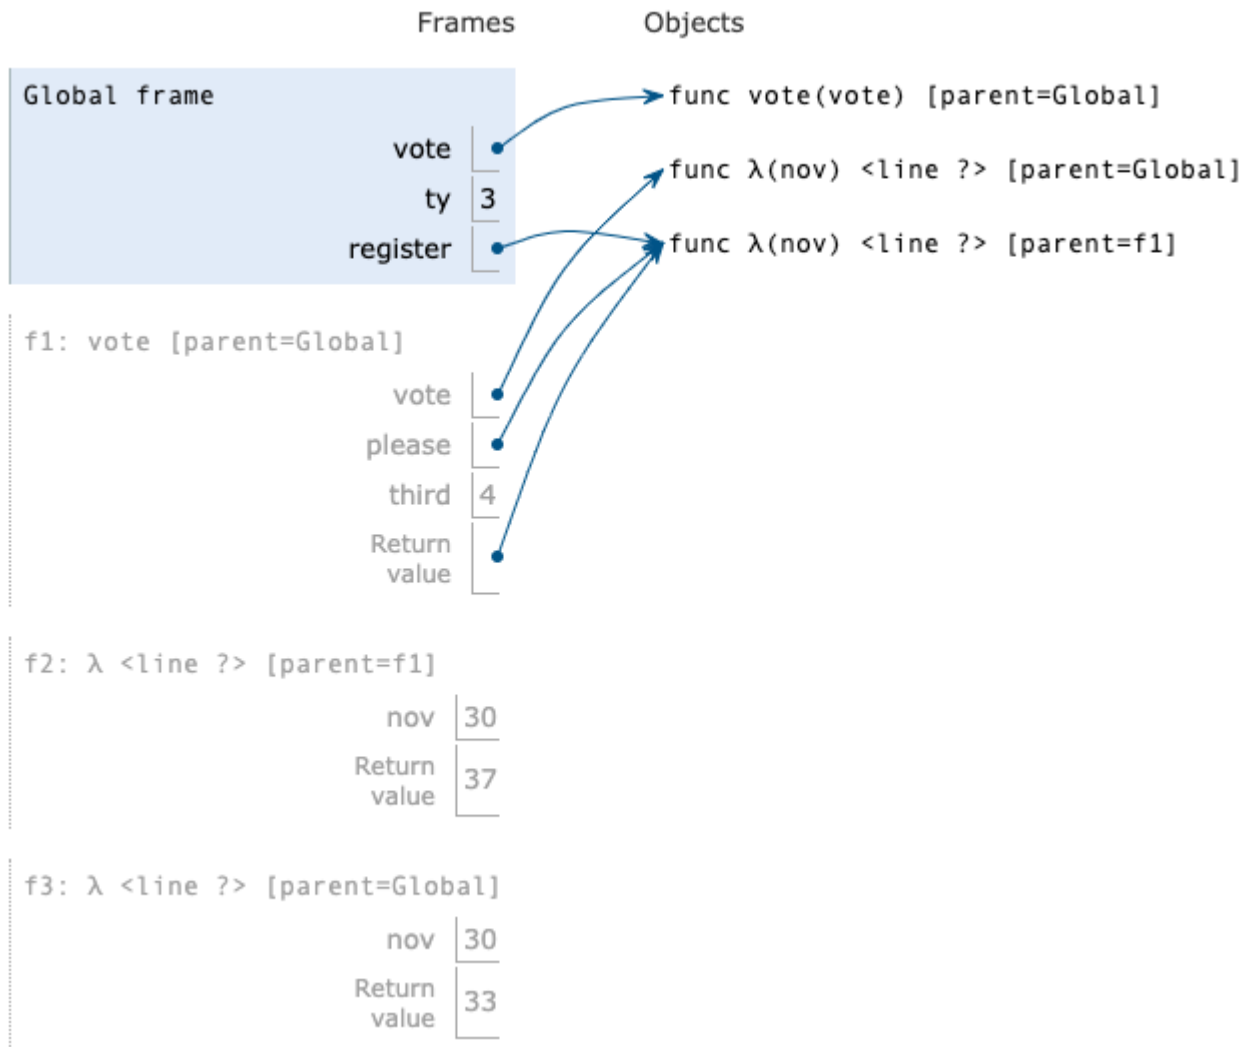 Frames Objects
Global frame
func vote(vote) [parent=Global]
vote
func λ(nov) <line ?> [parent=Global]
ty 3
register
func λ(nov) <line ?> [parent=f1]
f1: vote [parent=Global]
vote
please
third 4
Return
value
f2: λ <line ?> [parent=f1]
nov 30
Return
value 37
f3: λ <line ?> [parent=Global]
nov 30
Return
value 33